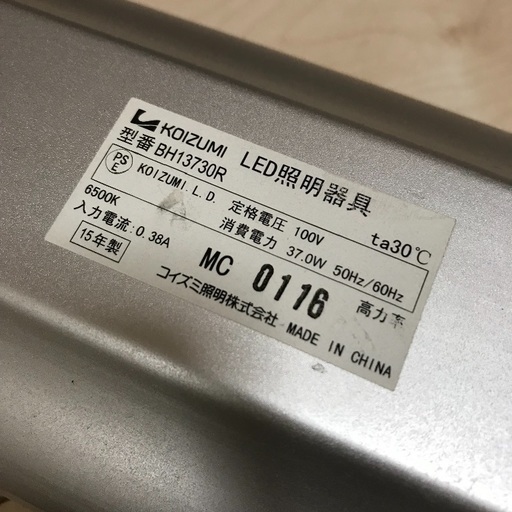 KOIZUMI LED照明器具
型番 BH13730R ta30℃
PS E KOIZUMI L.D. 定格電圧 100V
6500K 消費電力 37.0W 50Hz/60Hz
入力電流:0.38A 高力率
15年製 MC 0116
コイズミ照明株式会社 MADE IN CHINA